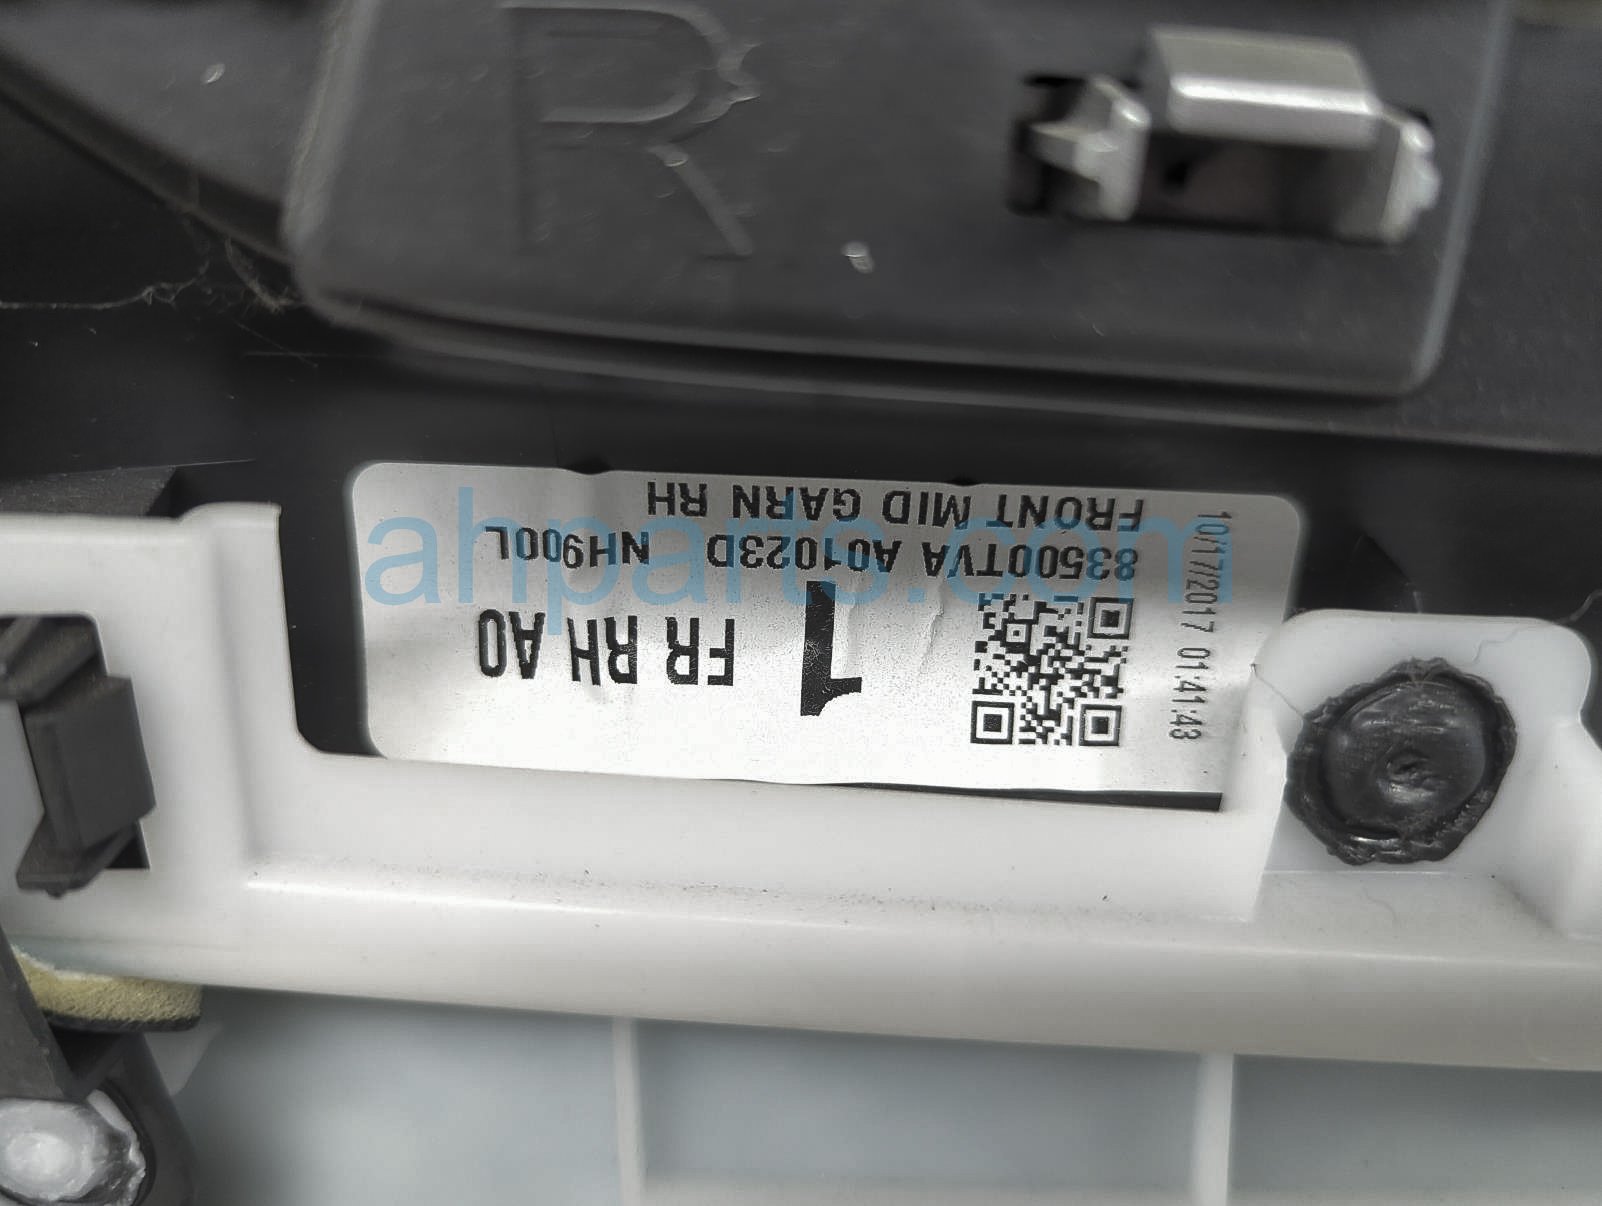 R
10/17/2017 01:41:43
FRONT MID GARN RH
83500TVA A01023D NH900L
1
FR RH A0
ahparts.com